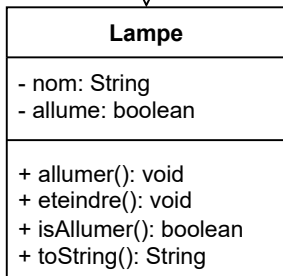 Lampe
- nom: String
- allume: boolean
+ allumer(): void
+ eteindre(): void
+ isAllumer(): boolean
+ toString(): String